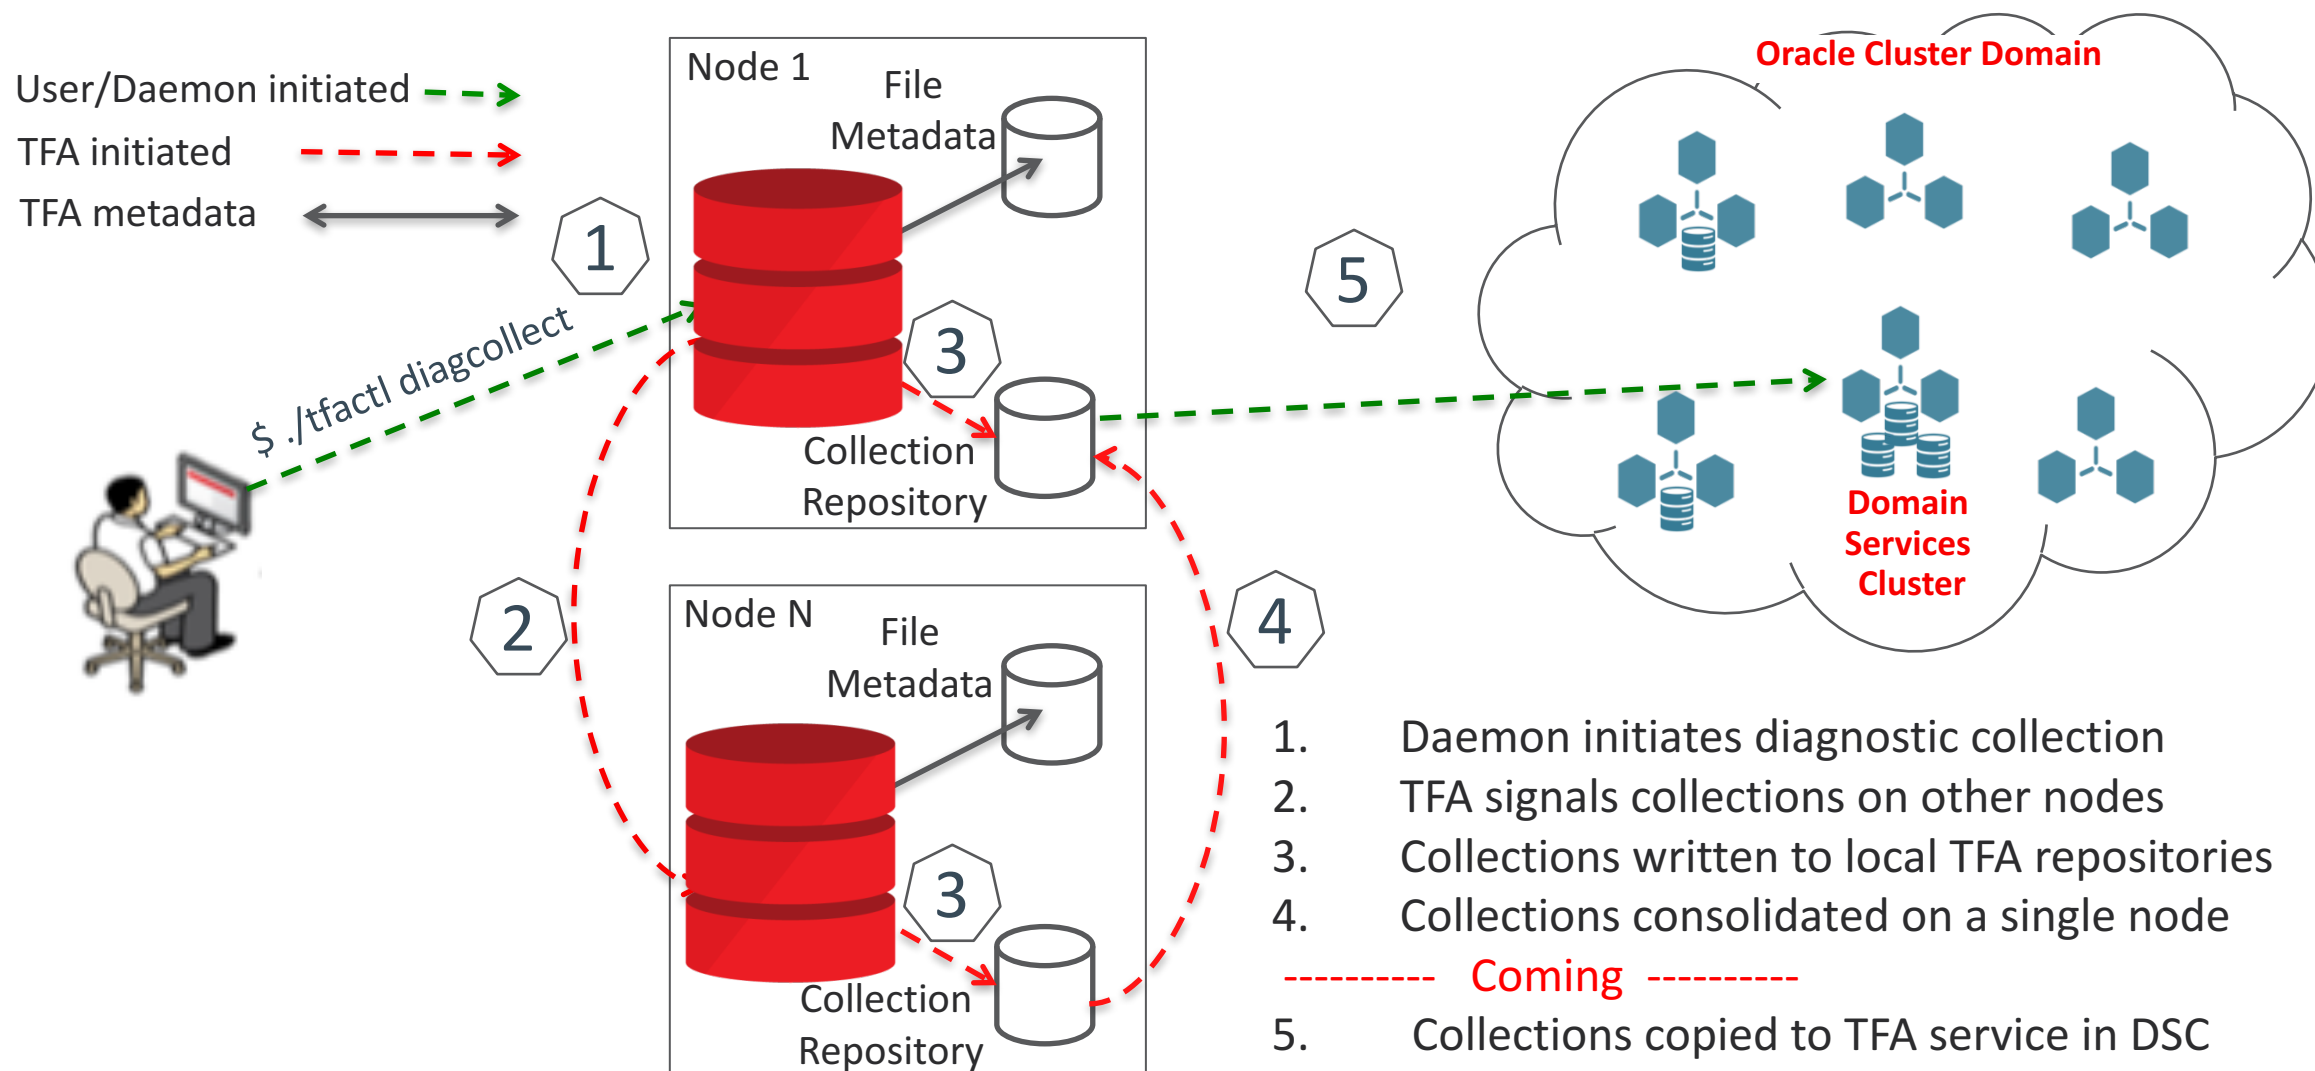 User/Daemon initiated
TFA initiated
TFA metadata
$ ./tfactl diagcollect
1
2
Node 1
File
Metadata
3
Collection
Repository
Node N
File
Metadata
3
Collection
Repository
4
5
Oracle Cluster Domain
Domain
Services
Cluster
1. Daemon initiates diagnostic collection
2. TFA signals collections on other nodes
3. Collections written to local TFA repositories
4. Collections consolidated on a single node
---------- Coming ----------
5. Collections copied to TFA service in DSC